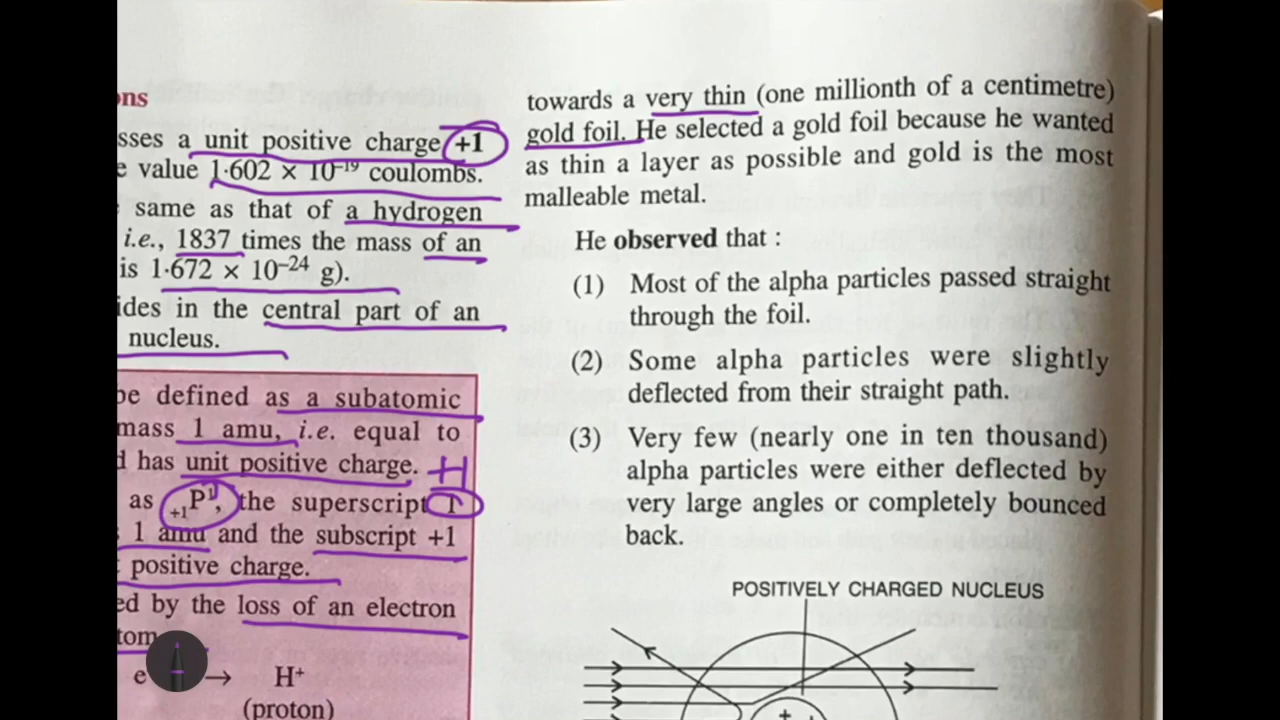 ons
sses a unit positive charge +1
e value 1·602 × 10⁻¹⁹ coulombs.
same as that of a hydrogen
i.e., 1837 times the mass of an
is 1·672 × 10⁻²⁴ g).
ides in the central part of an
nucleus.
be defined as a subatomic
mass 1 amu, i.e. equal to
d has unit positive charge. H
as ₊₁P¹, the superscript 1
1 amu and the subscript +1
positive charge.
ed by the loss of an electron
tom
e → H⁺
(proton)
towards a very thin (one millionth of a centimetre)
gold foil. He selected a gold foil because he wanted
as thin a layer as possible and gold is the most
malleable metal.
He observed that :
(1) Most of the alpha particles passed straight
through the foil.
(2) Some alpha particles were slightly
deflected from their straight path.
(3) Very few (nearly one in ten thousand)
alpha particles were either deflected by
very large angles or completely bounced
back.
POSITIVELY CHARGED NUCLEUS
+ +